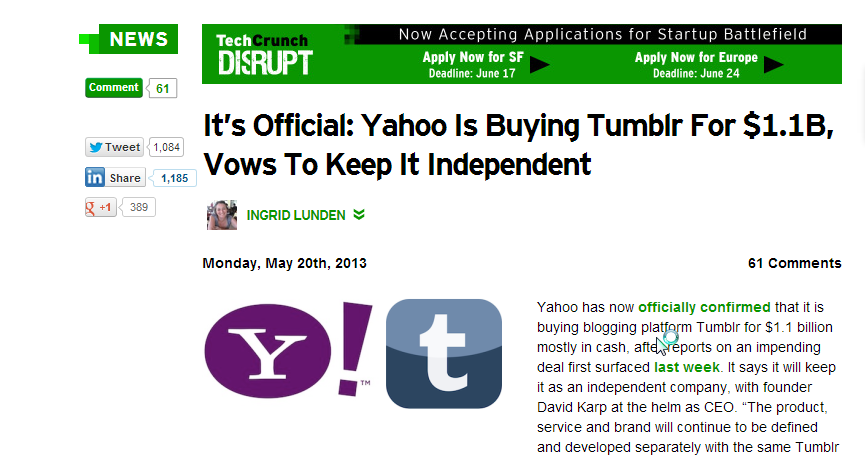 NEWS
TechCrunch
DISRUPT
Now Accepting Applications for Startup Battlefield
Apply Now for SF
Deadline: June 17
Apply Now for Europe
Deadline: June 24
Comment 61
Tweet 1,084
in Share 1,185
g +1 389
It's Official: Yahoo Is Buying Tumblr For $1.1B,
Vows To Keep It Independent
INGRID LUNDEN
Monday, May 20th, 2013
61 Comments
Y! TM
t
Yahoo has now officially confirmed that it is
buying blogging platform Tumblr for $1.1 billion
mostly in cash, after reports on an impending
deal first surfaced last week. It says it will keep
it as an independent company, with founder
David Karp at the helm as CEO. “The product,
service and brand will continue to be defined
and developed separately with the same Tumblr